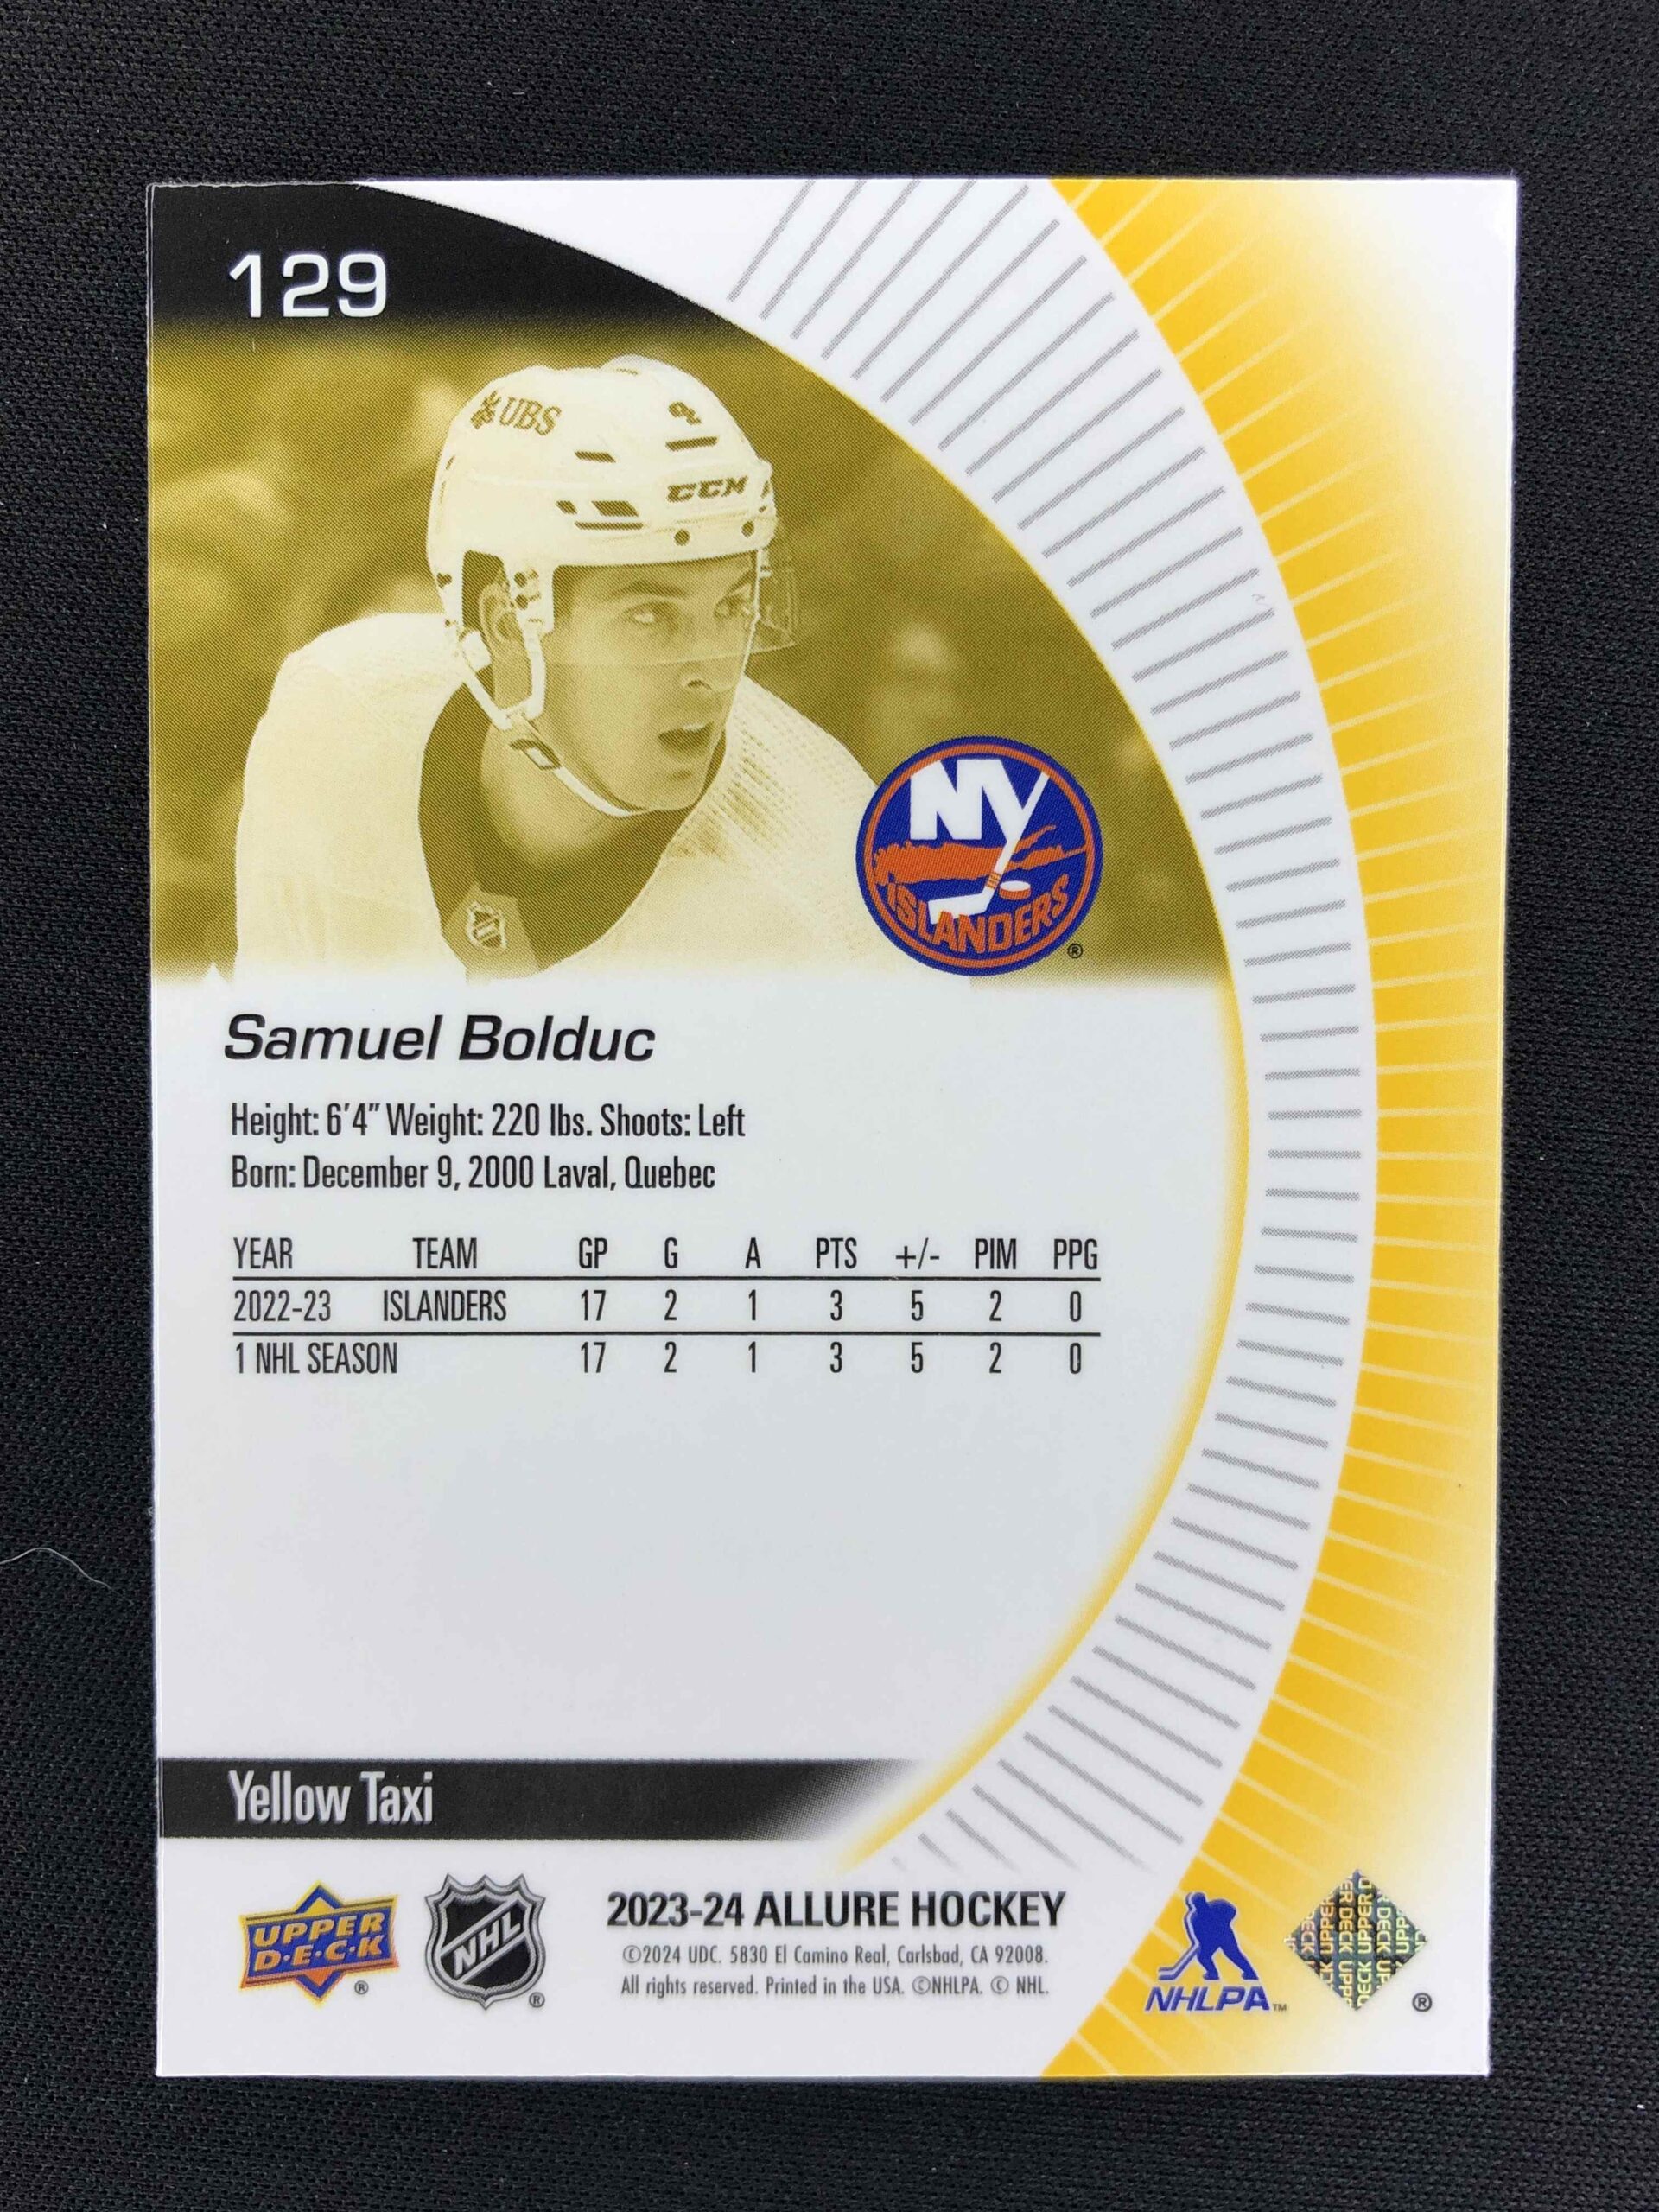 129
UBS
CCM
NY
ISLANDERS
®
Samuel Bolduc
Height: 6'4" Weight: 220 lbs. Shoots: Left
Born: December 9, 2000 Laval, Quebec
YEAR TEAM GP G A PTS +/- PIM PPG
2022-23 ISLANDERS 17 2 1 3 5 2 0
1 NHL SEASON 17 2 1 3 5 2 0
Yellow Taxi
UPPER
D·E·C·K
®
NHL
®
2023-24 ALLURE HOCKEY
©2024 UDC. 5830 El Camino Real, Carlsbad, CA 92008.
All rights reserved. Printed in the USA. ©NHLPA. © NHL.
NHLPA™
®